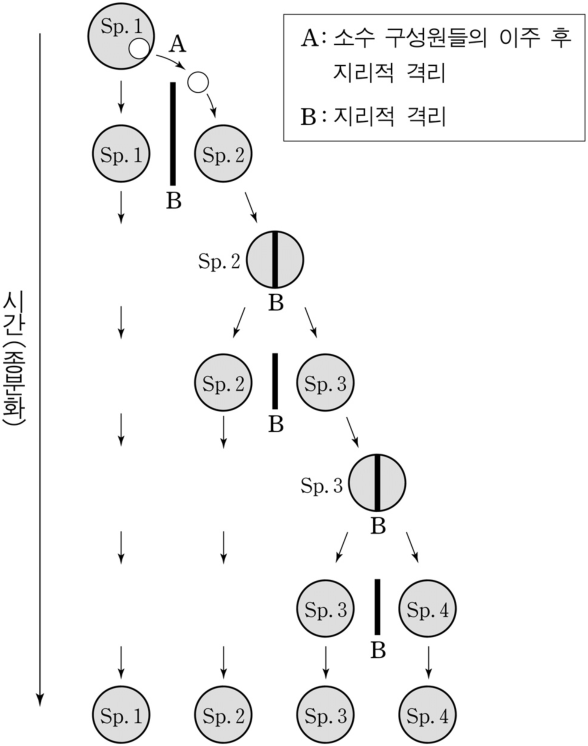 Sp. 1
A
A: 소수 구성원들의 이주 후
지리적 격리
B: 지리적 격리
Sp. 1
Sp. 2
B
Sp. 2
B
시간(종분화)
Sp. 2
Sp. 3
B
Sp. 3
B
Sp. 3
Sp. 4
B
Sp. 1
Sp. 2
Sp. 3
Sp. 4